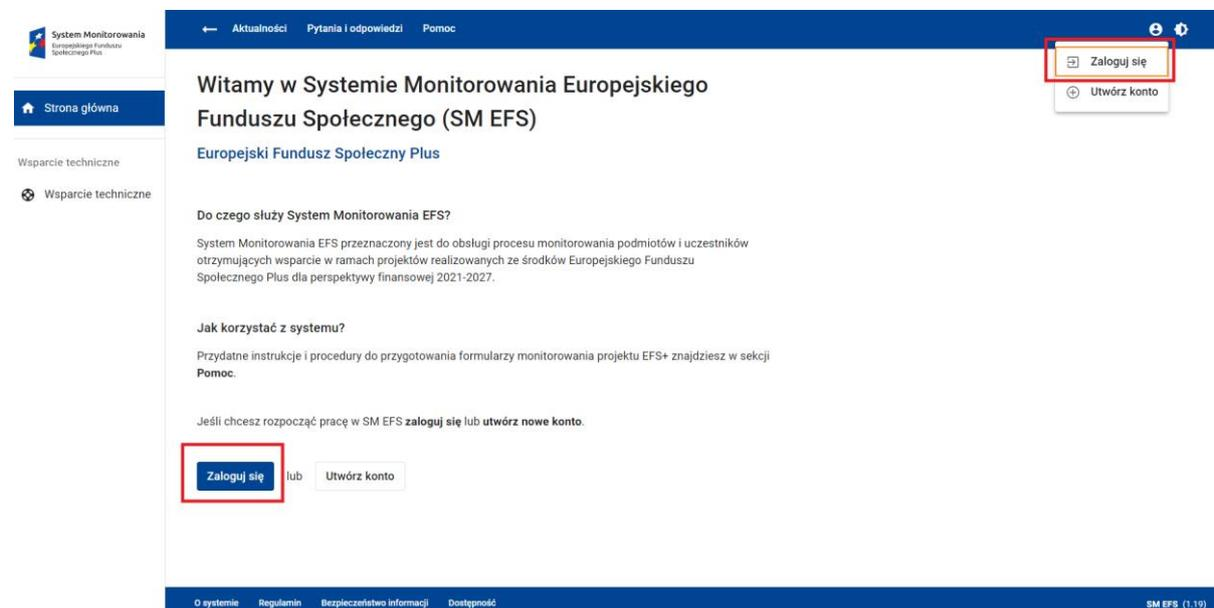 System Monitorowania
Europejskiego Funduszu
Społecznego Plus
Aktualności Pytania i odpowiedzi Pomoc
Zaloguj się
Utwórz konto
Strona główna
Wsparcie techniczne
Wsparcie techniczne
Witamy w Systemie Monitorowania Europejskiego
Funduszu Społecznego (SM EFS)
Europejski Fundusz Społeczny Plus
Do czego służy System Monitorowania EFS?
System Monitorowania EFS przeznaczony jest do obsługi procesu monitorowania podmiotów i uczestników
otrzymujących wsparcie w ramach projektów realizowanych ze środków Europejskiego Funduszu
Społecznego Plus dla perspektywy finansowej 2021-2027.
Jak korzystać z systemu?
Przydatne instrukcje i procedury do przygotowania formularzy monitorowania projektu EFS+ znajdziesz w sekcji
Pomoc.
Jeśli chcesz rozpocząć pracę w SM EFS zaloguj się lub utwórz nowe konto.
Zaloguj się lub Utwórz konto
O systemie Regulamin Bezpieczeństwo informacji Dostępność SM EFS (1.19)